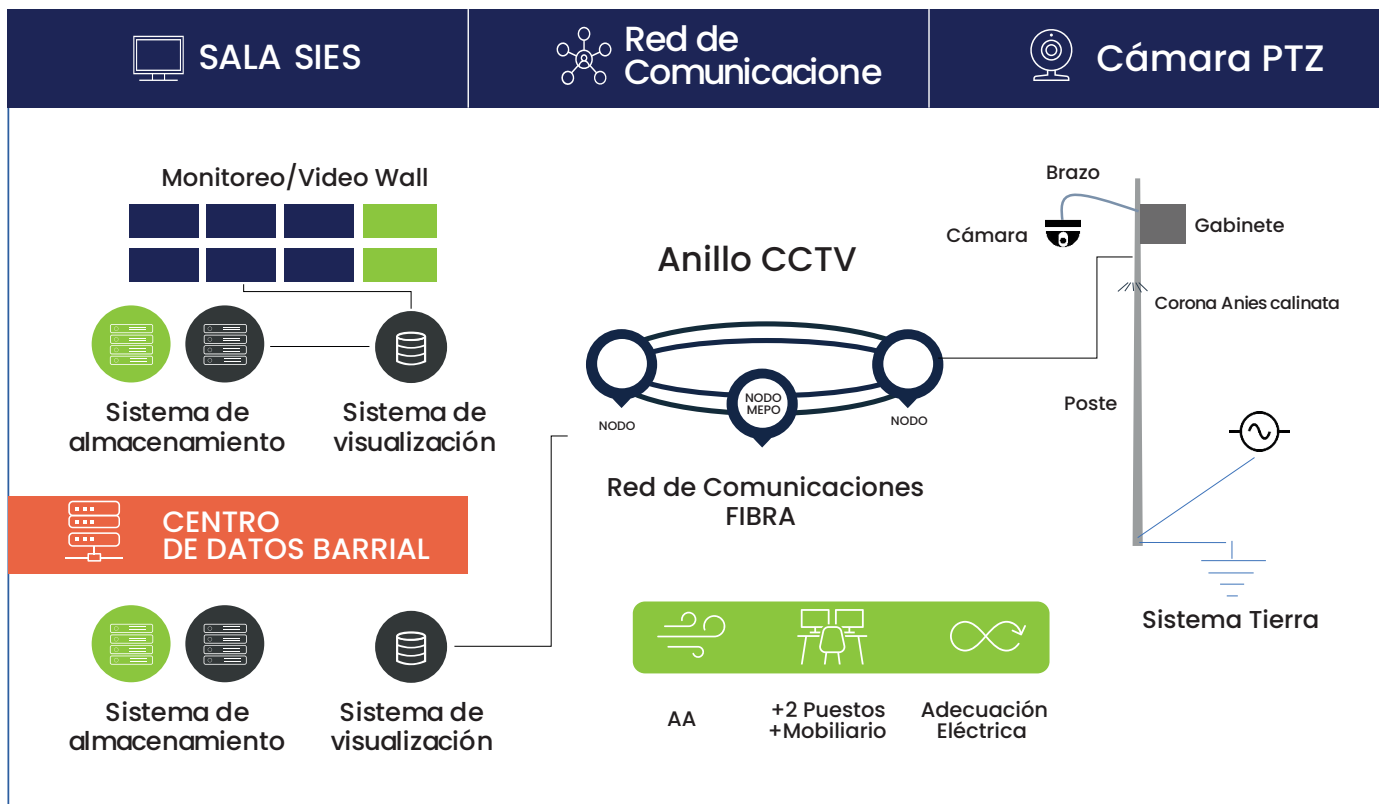 SALA SIES
Red de
Comunicacione
Cámara PTZ
Monitoreo/Video Wall
Sistema de
almacenamiento
Sistema de
visualización
CENTRO
DE DATOS BARRIAL
Sistema de
almacenamiento
Sistema de
visualización
Anillo CCTV
NODO
NODO
MEPO
NODO
Red de Comunicaciones
FIBRA
AA
+2 Puestos
+Mobiliario
Adecuación
Eléctrica
Brazo
Cámara
Gabinete
Corona Anies calinata
Poste
Sistema Tierra